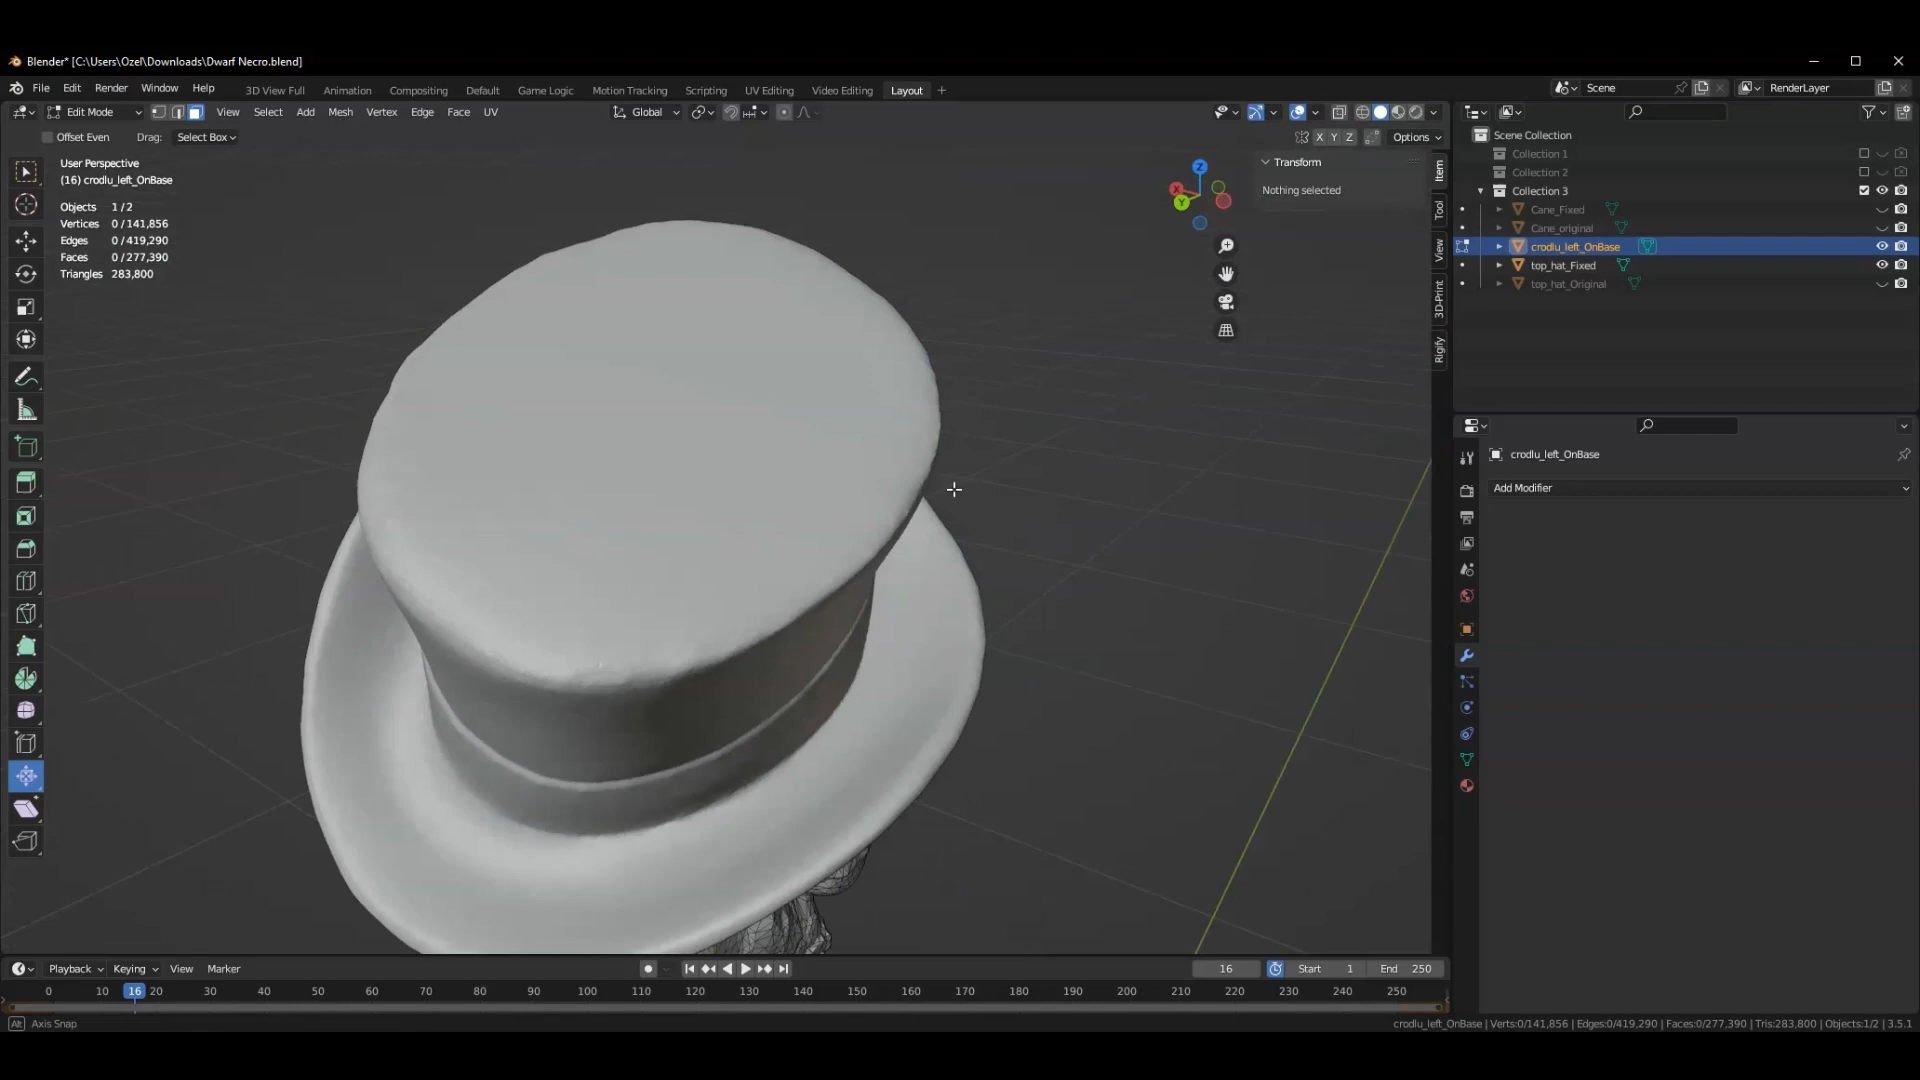 Blender* [C:\Users\Ozel\Downloads\Dwarf Necro.blend]
File Edit Render Window Help 3D View Full Animation Compositing Default Game Logic Motion Tracking Scripting UV Editing Video Editing Layout + Scene RenderLayer
Edit Mode View Select Add Mesh Vertex Edge Face UV Global
Offset Even Drag: Select Box X Y Z Options
User Perspective
(16) crodlu_left_OnBase
Objects 1/2
Vertices 0/141,856
Edges 0/419,290
Faces 0/277,390
Triangles 283,800
Z
X
Y
Transform
Nothing selected
Item
Tool
View
3D-Print
Rigify
Scene Collection
Collection 1
Collection 2
Collection 3
Cane_Fixed
Cane_original
crodlu_left_OnBase
top_hat_Fixed
top_hat_Original
crodlu_left_OnBase
Add Modifier
Playback Keying View Marker 16 Start 1 End 250
0 10 16 20 30 40 50 60 70 80 90 100 110 120 130 140 150 160 170 180 190 200 210 220 230 240 250
Alt Axis Snap
crodlu_left_OnBase | Verts:0/141,856 | Edges:0/419,290 | Faces:0/277,390 | Tris:283,800 | Objects:1/2 | 3.5.1